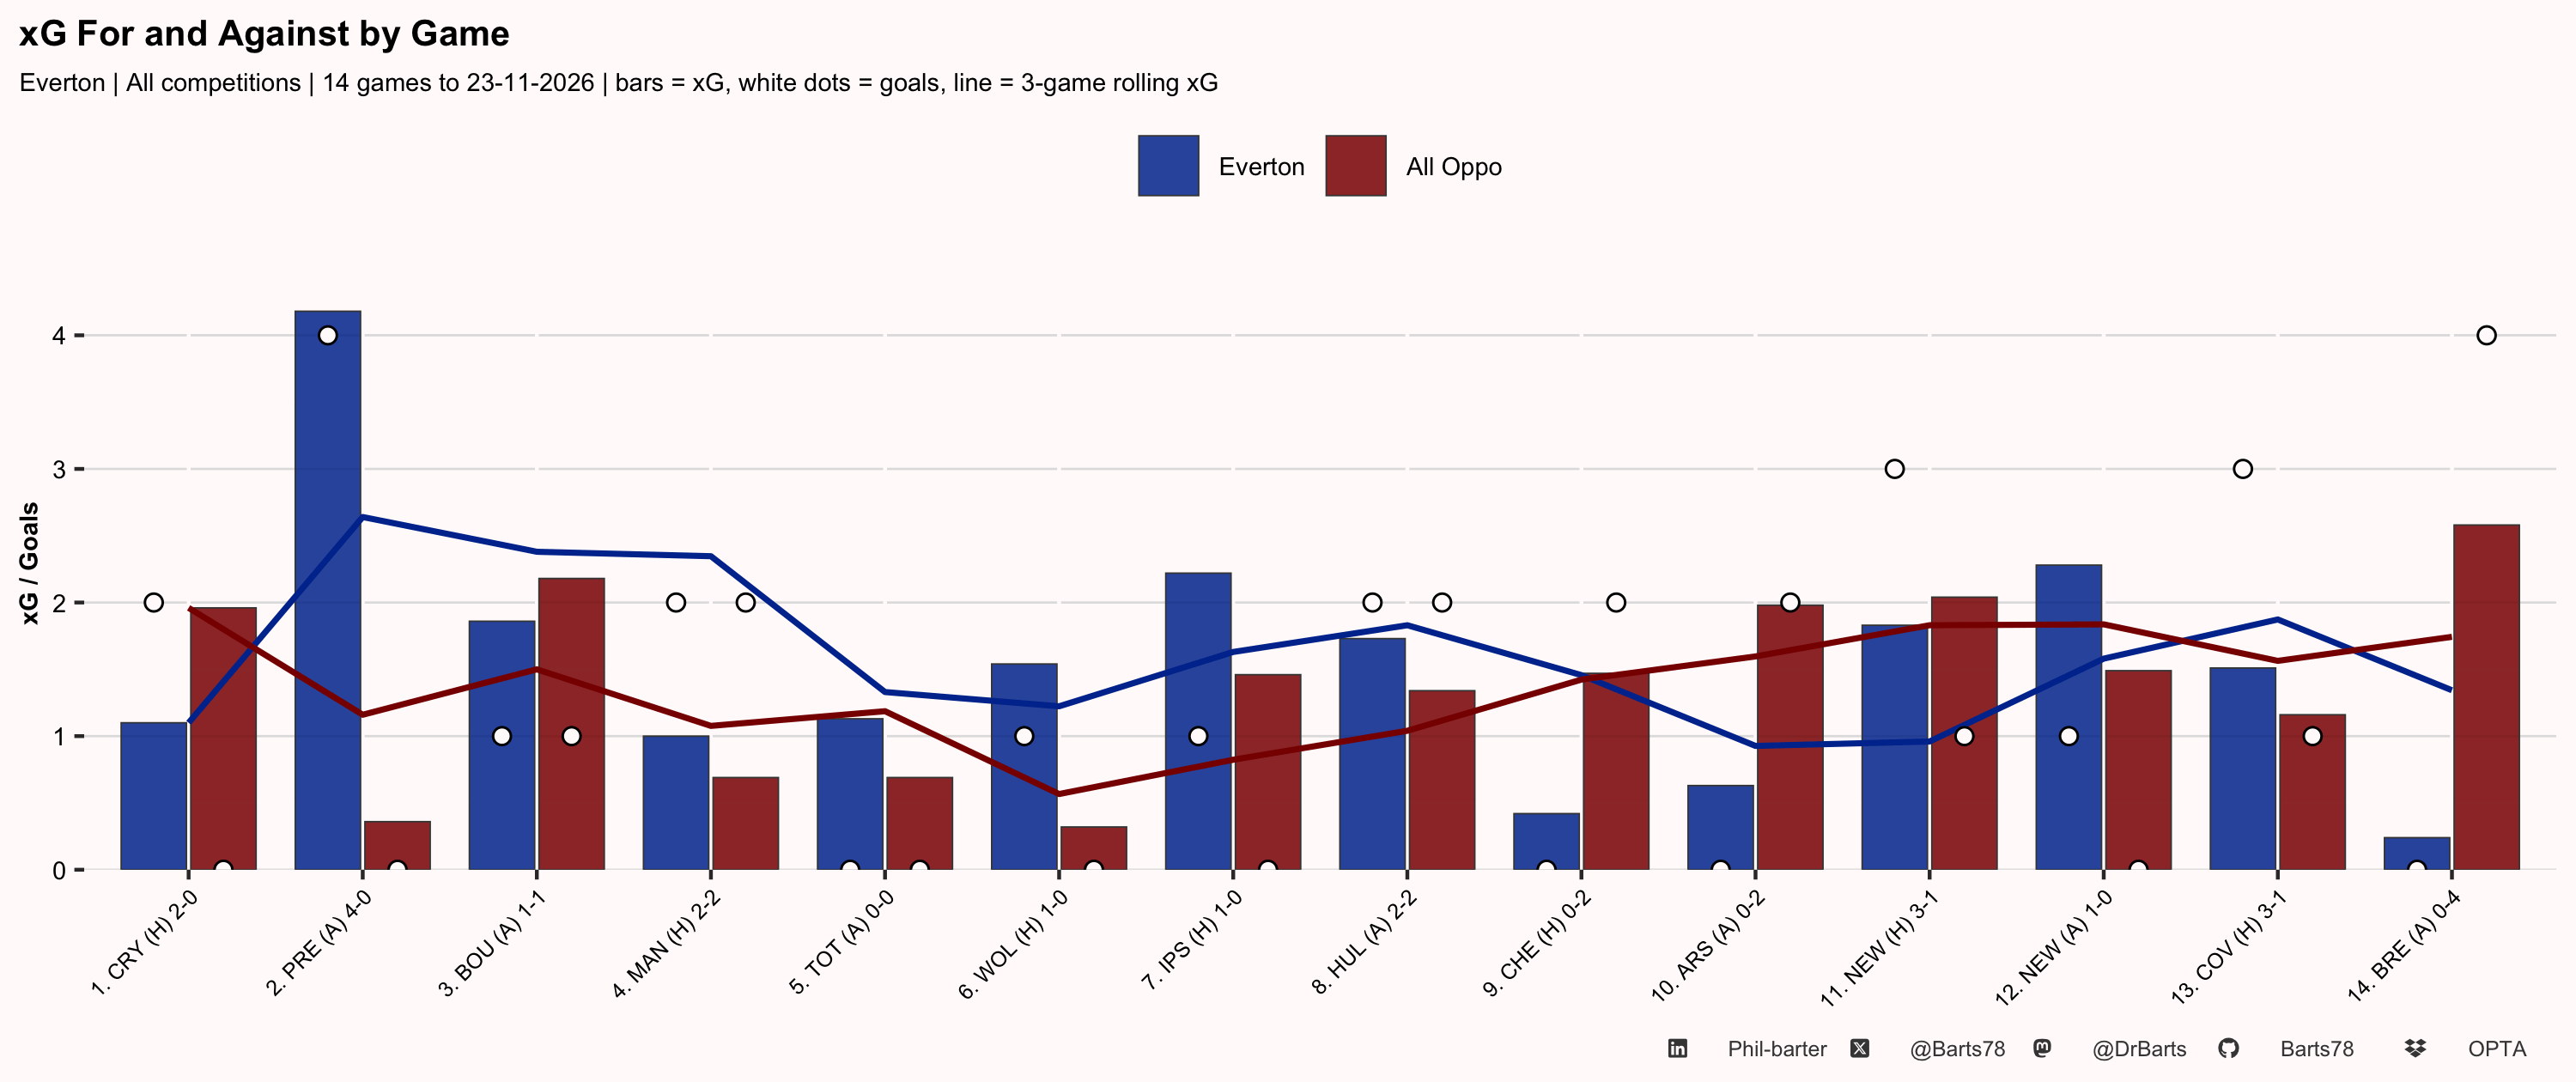 xG For and Against by Game
Everton | All competitions | 14 games to 23-11-2026 | bars = xG, white dots = goals, line = 3-game rolling xG
Everton
All Oppo
xG / Goals
4
3
2
1
0
1. CRY (H) 2-0
2. PRE (A) 4-0
3. BOU (A) 1-1
4. MAN (H) 2-2
5. TOT (A) 0-0
6. WOL (H) 1-0
7. IPS (H) 1-0
8. HUL (A) 2-2
9. CHE (H) 0-2
10. ARS (A) 0-2
11. NEW (H) 3-1
12. NEW (A) 1-0
13. COV (H) 3-1
14. BRE (A) 0-4
Phil-barter @Barts78 @DrBarts Barts78 OPTA